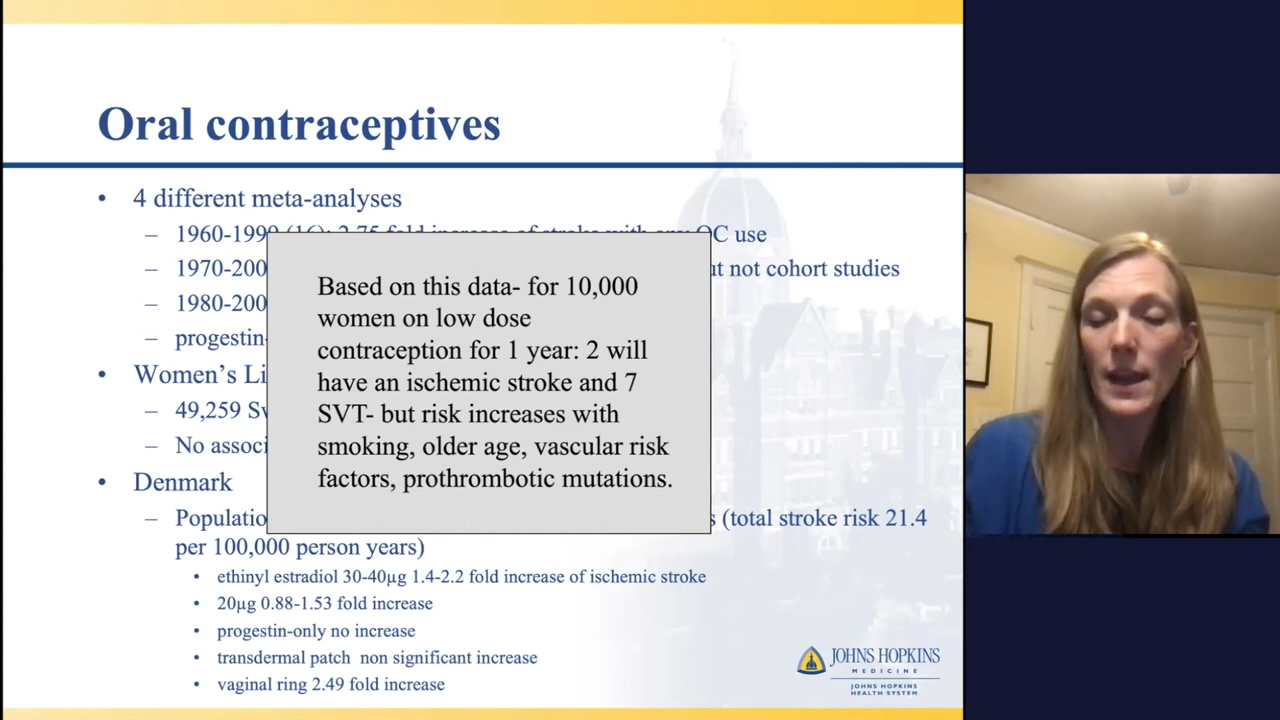 Oral contraceptives
• 4 different meta-analyses
– 1960-1999 (16): 2.75 fold increase of stroke with any OC use
– 1970-200 ut not cohort studies
– 1980-200
– progestin-
• Women's Li
– 49,259 Sw
– No associ
• Denmark
– Populatio s (total stroke risk 21.4
per 100,000 person years)
• ethinyl estradiol 30-40µg 1.4-2.2 fold increase of ischemic stroke
• 20µg 0.88-1.53 fold increase
• progestin-only no increase
• transdermal patch non significant increase
• vaginal ring 2.49 fold increase
Based on this data- for 10,000
women on low dose
contraception for 1 year: 2 will
have an ischemic stroke and 7
SVT- but risk increases with
smoking, older age, vascular risk
factors, prothrombotic mutations.
JOHNS HOPKINS
MEDICINE
JOHNS HOPKINS
HEALTH SYSTEM